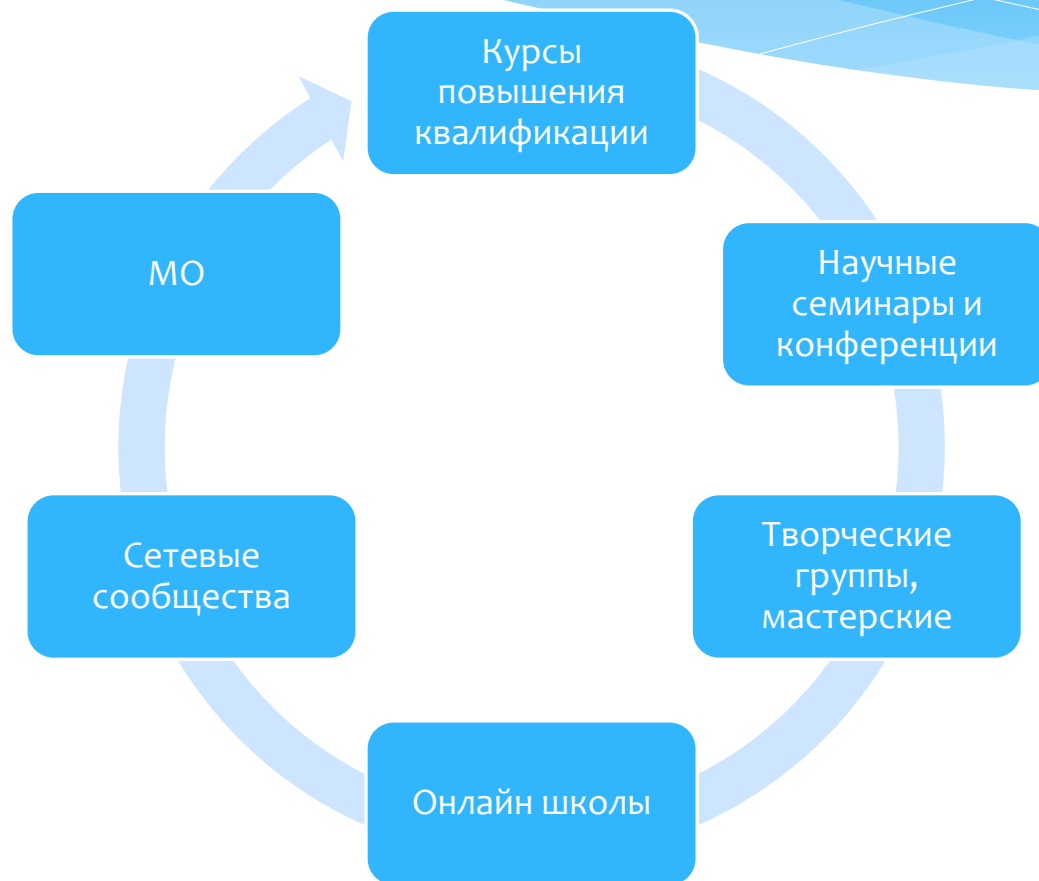 Курсы
повышения
квалификации
Научные
семинары и
конференции
Творческие
группы,
мастерские
Онлайн школы
Сетевые
сообщества
МО